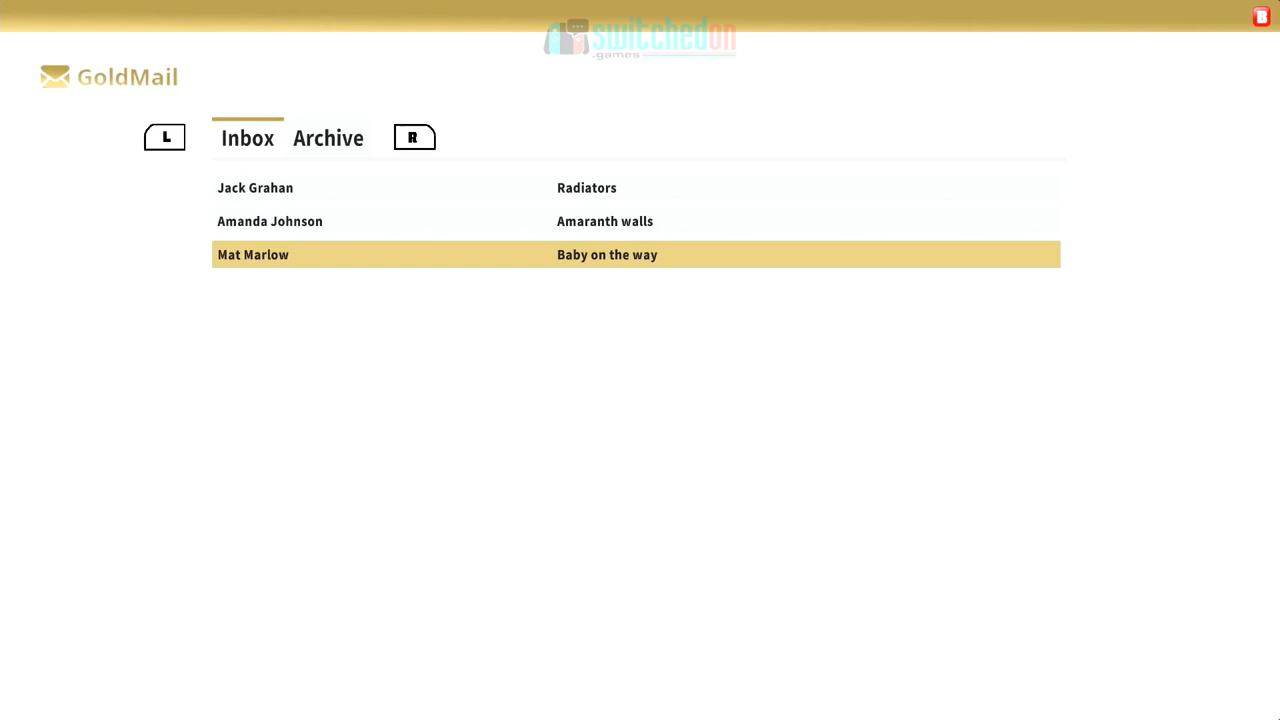 B
switchedon
.games
GoldMail
L Inbox Archive R
Jack Grahan Radiators
Amanda Johnson Amaranth walls
Mat Marlow Baby on the way